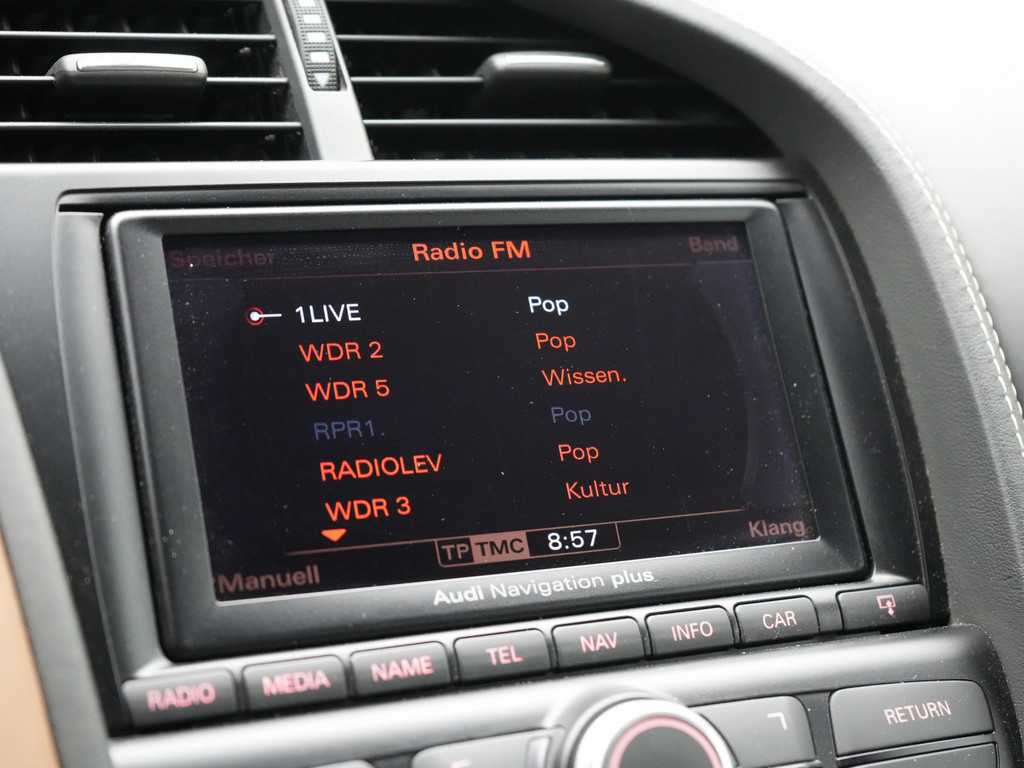 Speicher Radio FM Band
1LIVE Pop
WDR 2 Pop
WDR 5 Wissen.
RPR1. Pop
RADIOLEV Pop
WDR 3 Kultur
Manuell TP TMC 8:57 Klang
Audi Navigation plus
RADIO MEDIA NAME TEL NAV INFO CAR
RETURN